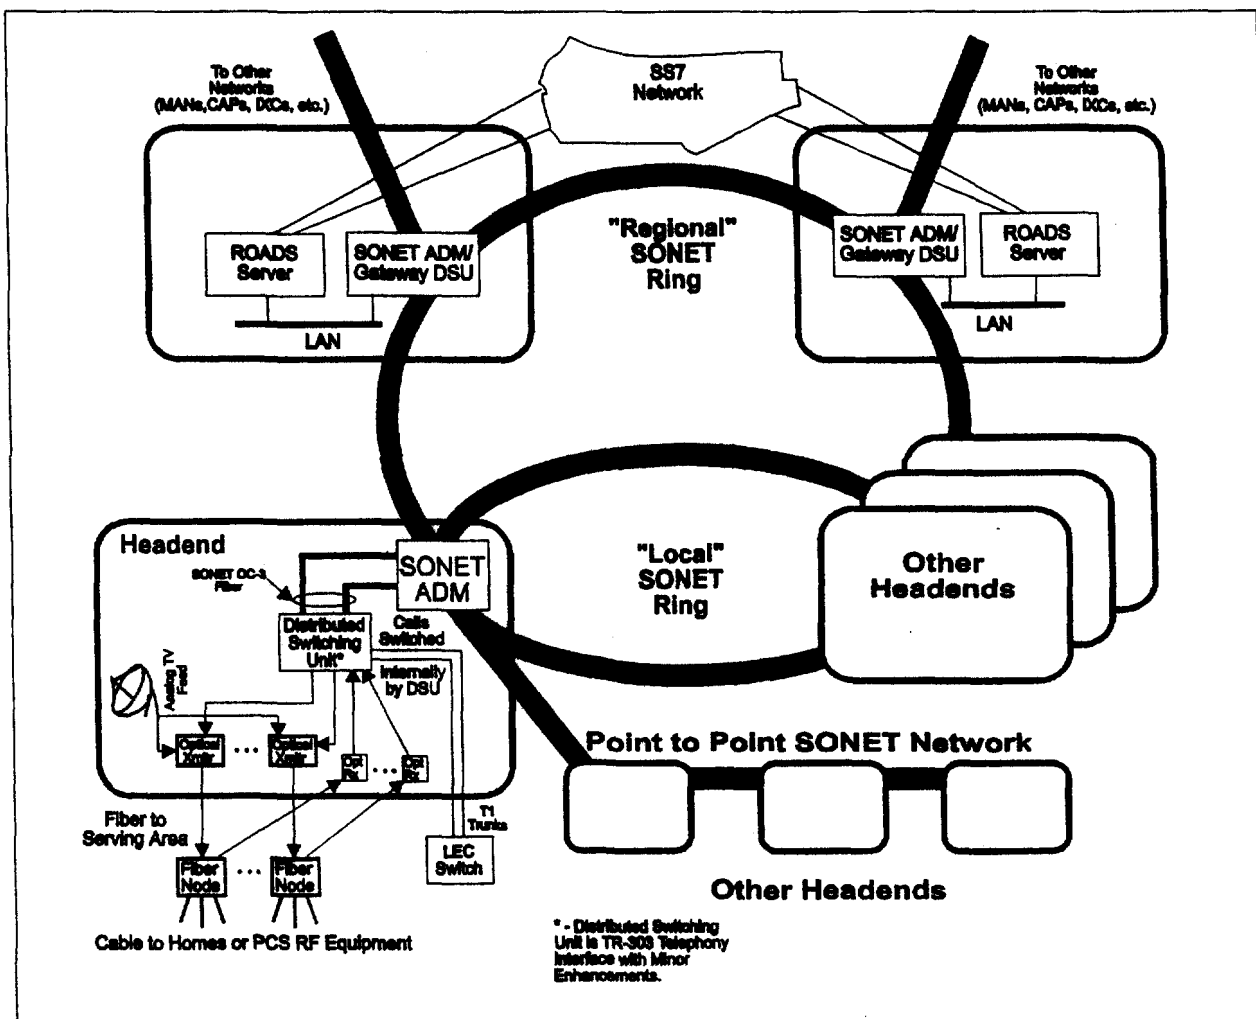 To Other
Networks
(MANs,CAPs, IXCs, etc.)
SS7
Network
To Other
Networks
(MANs, CAPs, IXCs, etc.)
ROADS
Server
SONET ADM/
Gateway DSU
LAN
"Regional"
SONET
Ring
SONET ADM/
Gateway DSU
ROADS
Server
LAN
Headend
SONET OC-3
Fiber
SONET
ADM
Distributed
Switching
Unit*
Calls
Switched
Internally
by DSU
Analog TV
Feed
Optical
Xmtr
...
Optical
Xmtr
Opt
Rx
...
Opt
Rx
"Local"
SONET
Ring
Other
Headends
Fiber to
Serving Area
T1
Trunks
LEC
Switch
Fiber
Node
...
Fiber
Node
Cable to Homes or PCS RF Equipment
Point to Point SONET Network
Other Headends
* - Distributed Switching
Unit is TR-303 Telephony
Interface with Minor
Enhancements.